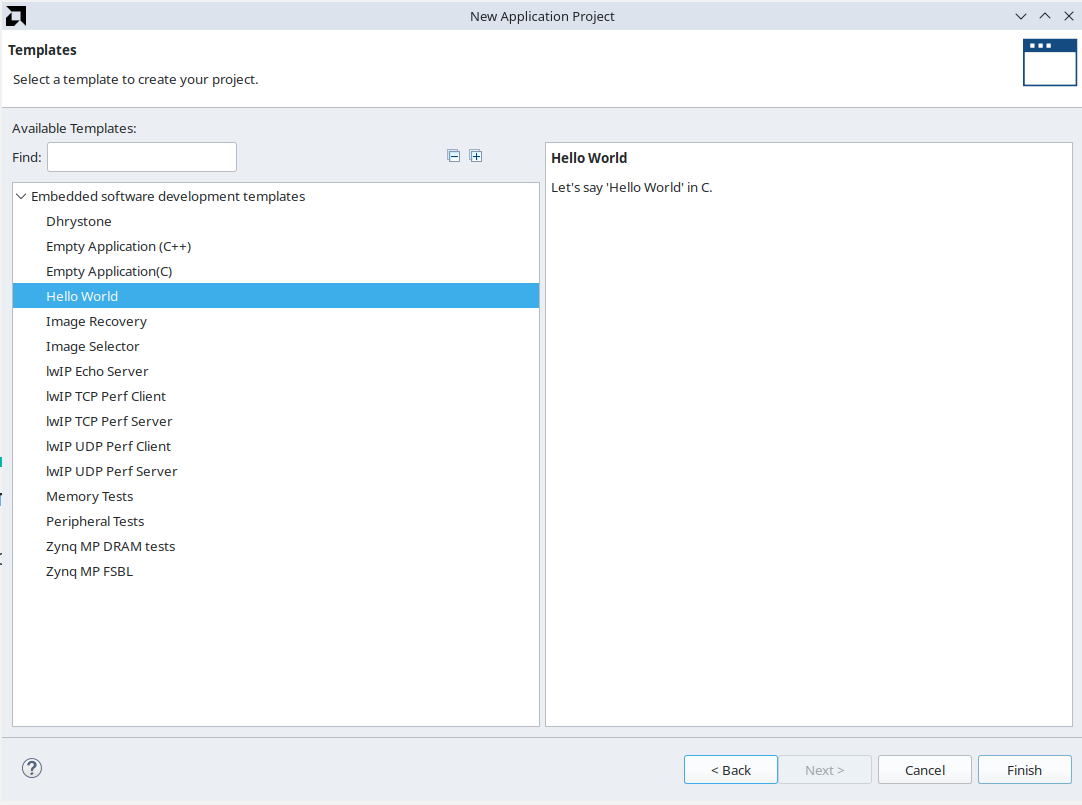 New Application Project
Templates
Select a template to create your project.
Available Templates:
Find:
Embedded software development templates
Dhrystone
Empty Application (C++)
Empty Application(C)
Hello World
Image Recovery
Image Selector
lwIP Echo Server
lwIP TCP Perf Client
lwIP TCP Perf Server
lwIP UDP Perf Client
lwIP UDP Perf Server
Memory Tests
Peripheral Tests
Zynq MP DRAM tests
Zynq MP FSBL
Hello World
Let's say 'Hello World' in C.
?
< Back
Next >
Cancel
Finish